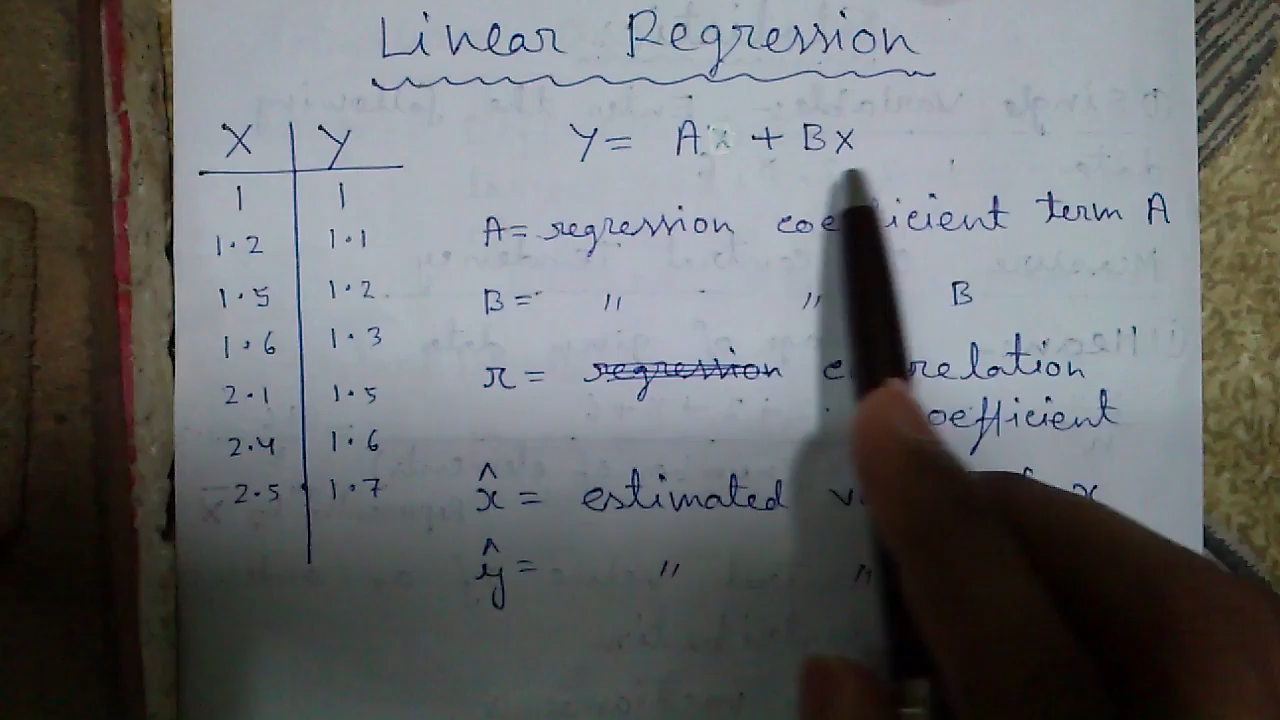 Linear Regression
X Y
1 1
1.2 1.1
1.5 1.2
1.6 1.3
2.1 1.5
2.4 1.6
2.5 1.7
Y = A + BX
A = regression term A
B = " " B
r = regression
x̂ = estimated x
ŷ = " "